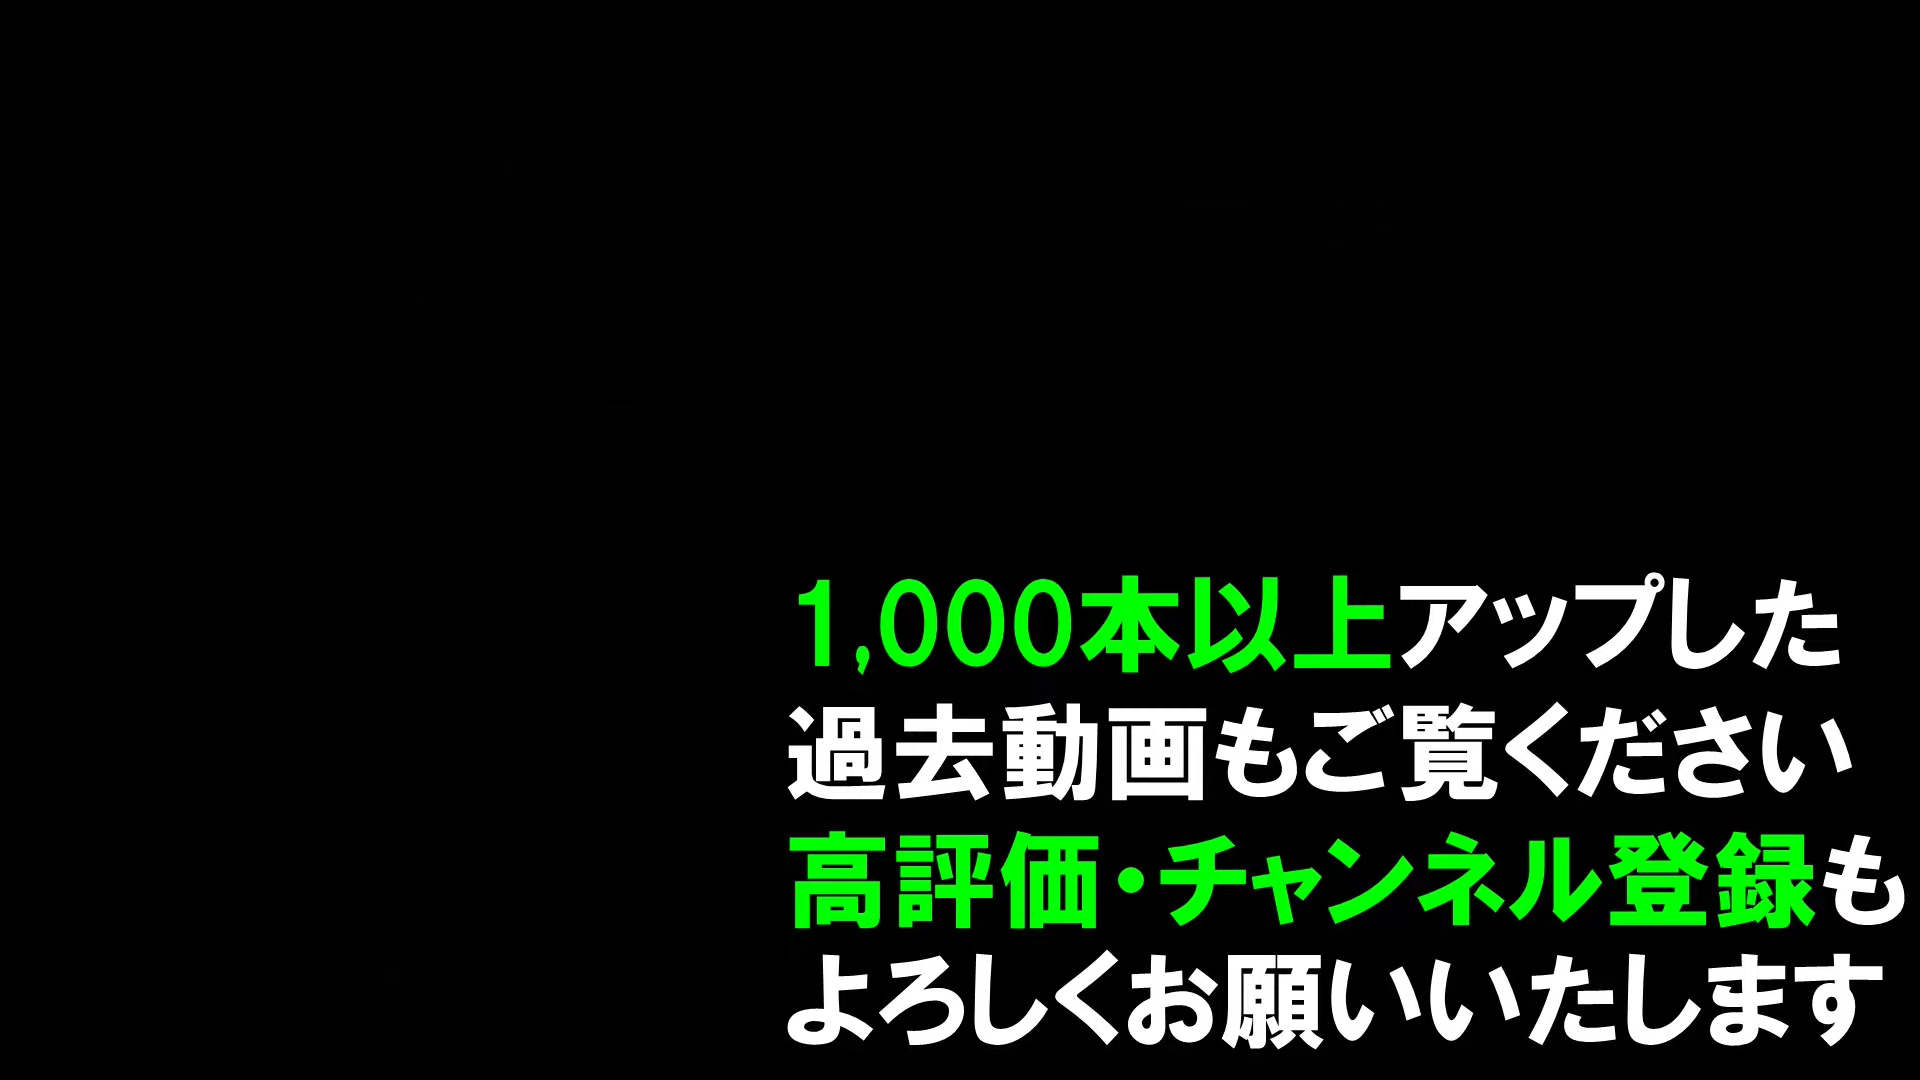 1,000本以上アップした
過去動画もご覧ください
高評価・チャンネル登録も
よろしくお願いいたします